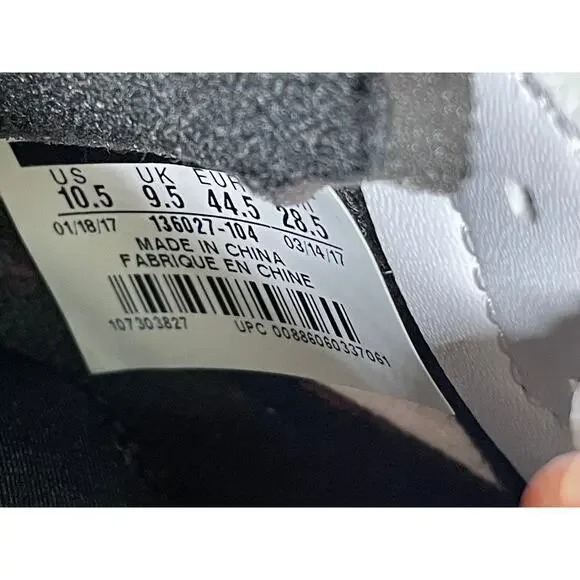 US UK EUR
10.5 9.5 44.5 28.5
01/18/17 136027-104 03/14/17
MADE IN CHINA
FABRIQUE EN CHINE
107303827 UPC 00886060337061